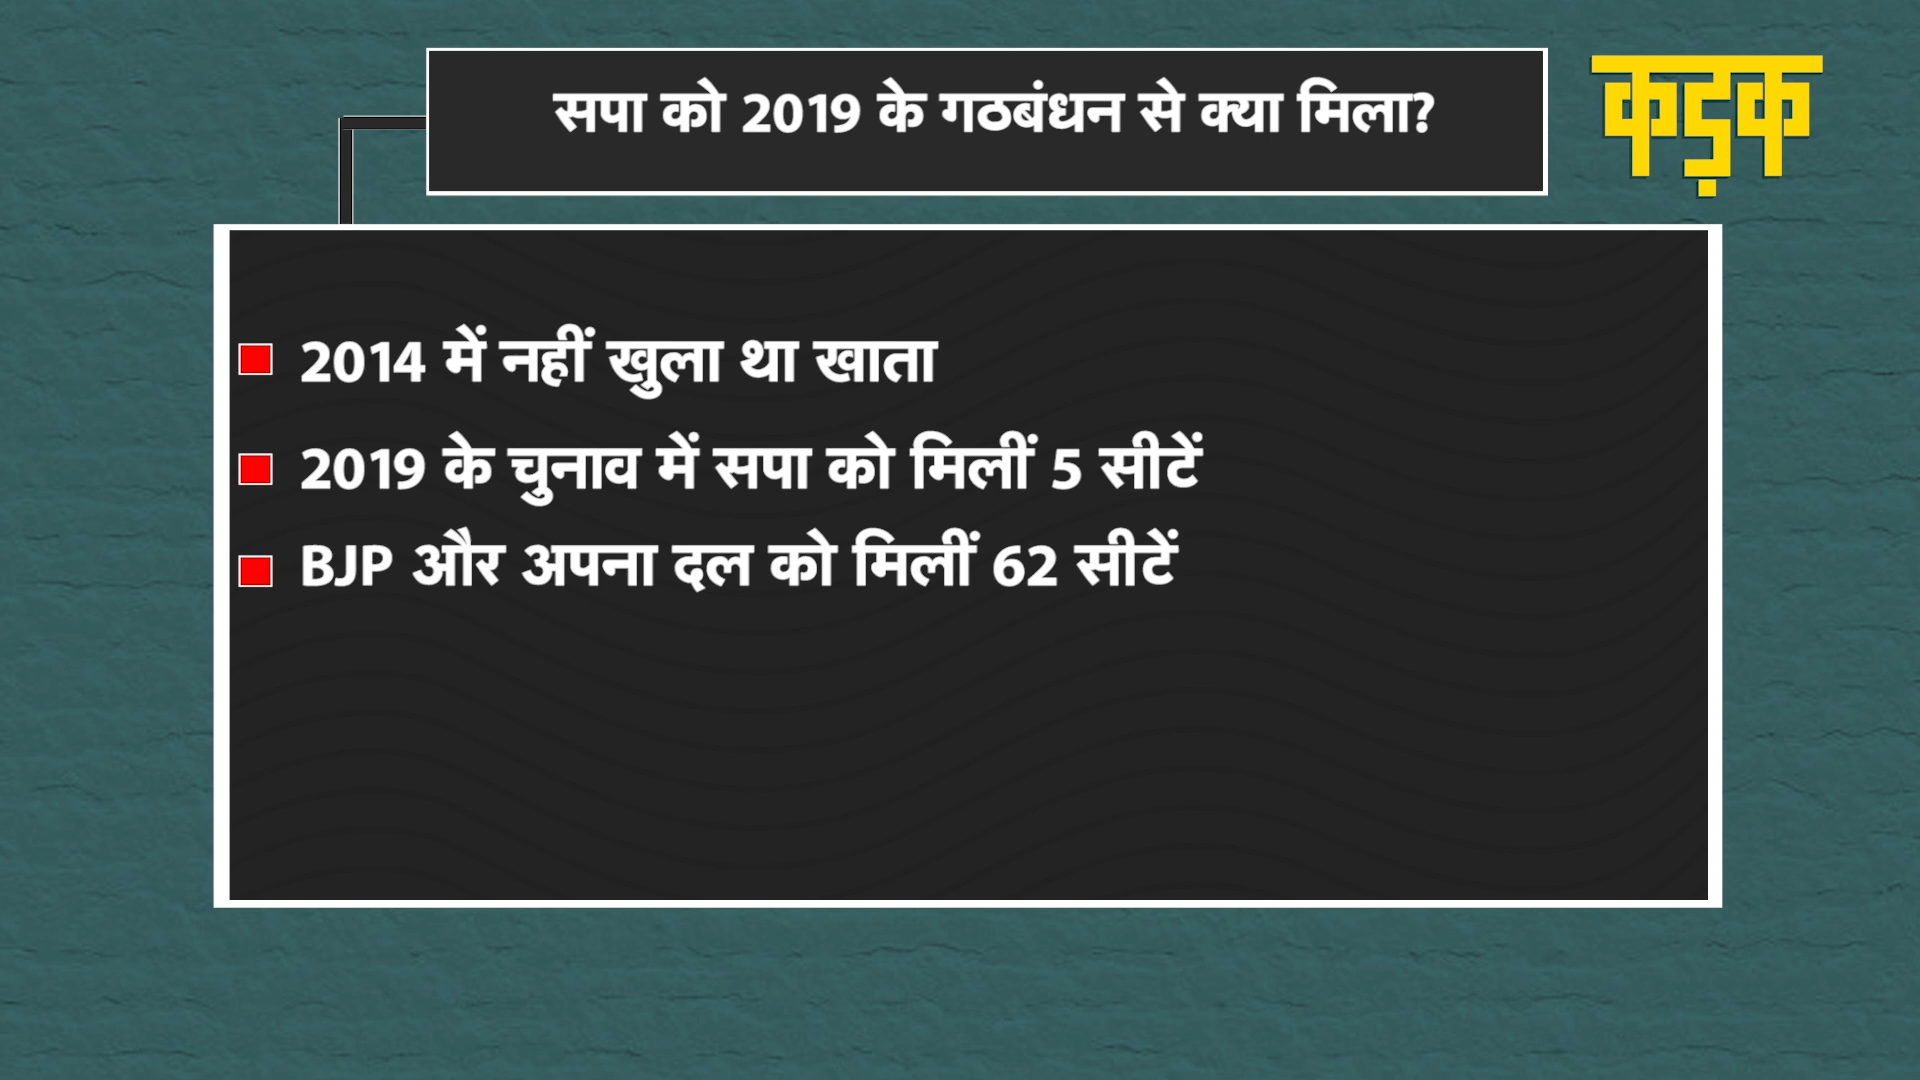 सपा को 2019 के गठबंधन से क्या मिला?
कड़क
2014 में नहीं खुला था खाता
2019 के चुनाव में सपा को मिलीं 5 सीटें
BJP और अपना दल को मिलीं 62 सीटें